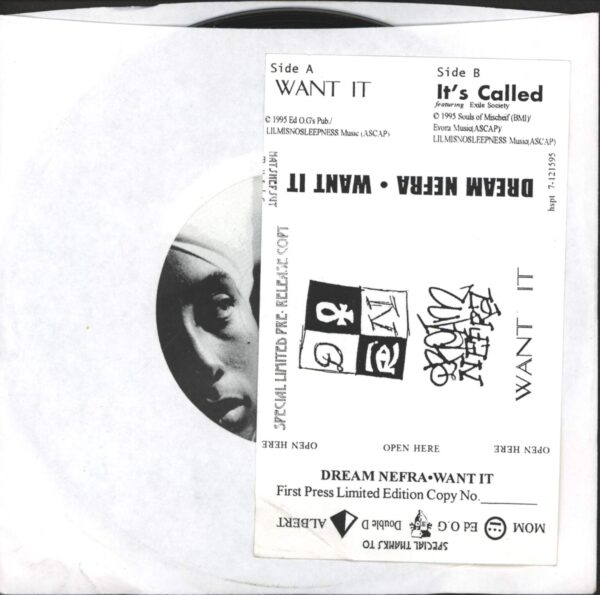 Side A
WANT IT
© 1995 Ed O.G's Pub./
LILMISNOSLEEPNESS Music (ASCAP)
Side B
It's Called
featuring Exile Society
© 1995 Souls of Mischeif (BMI)/
Evora Music(ASCAP)/
LILMISNOSLEEPNESS Music(ASCAP)
DREAM NEFRA • WANT IT
hspt 7-121595
SPECIAL LIMITED PRE-RELEASE COPY
N
G
WANT IT
OPEN HERE
OPEN HERE
OPEN HERE
DREAM NEFRA•WANT IT
First Press Limited Edition Copy No.
SPECIAL THANKS TO
MOM
Ed O.G
Double D
ALBERT